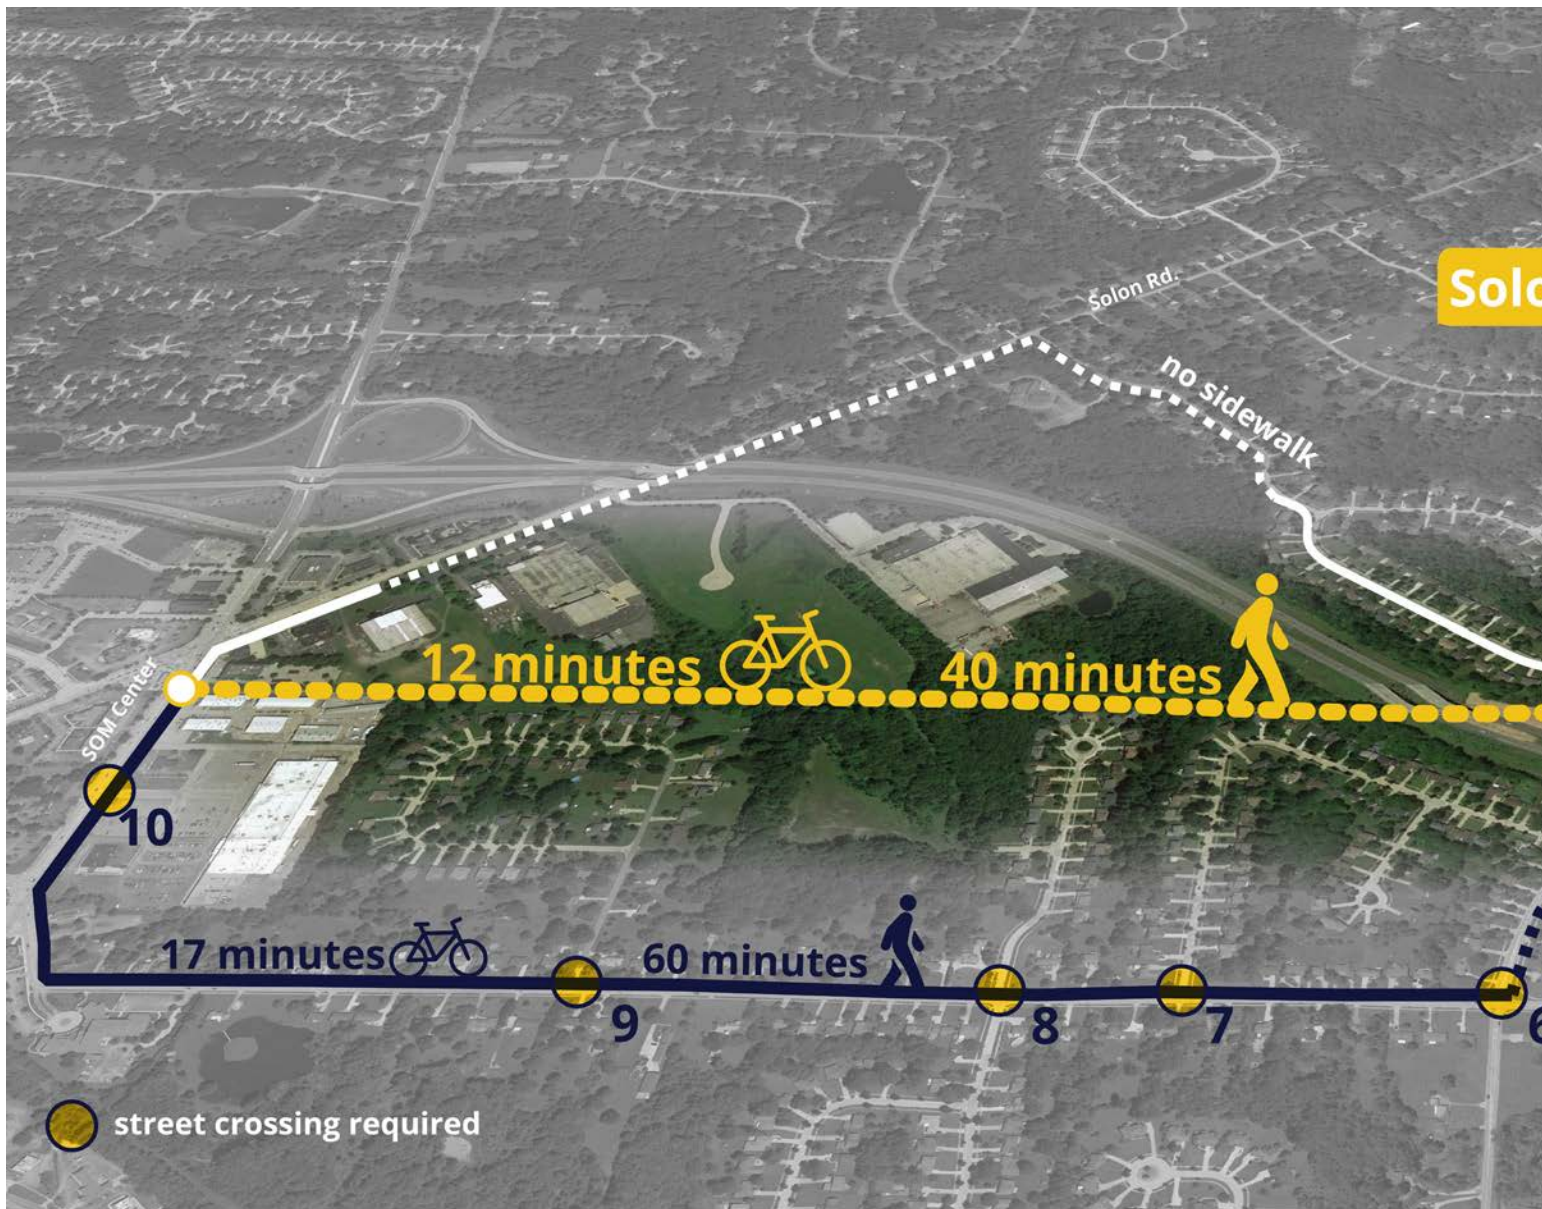 Solon Rd.
Solo
no sidewalk
12 minutes
40 minutes
SOM Center
10
17 minutes
60 minutes
9
8
7
6
street crossing required